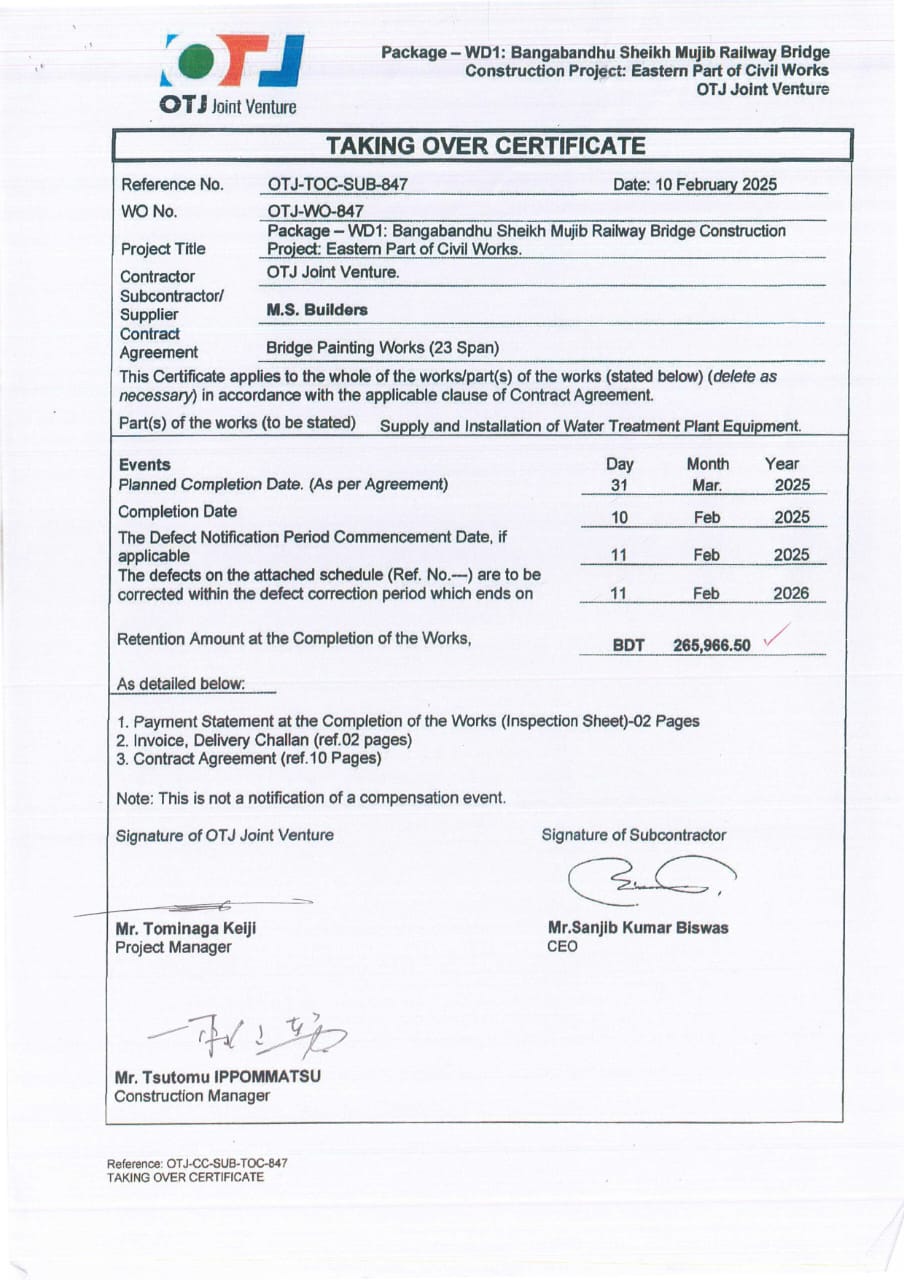 OTJ Joint Venture
Package – WD1: Bangabandhu Sheikh Mujib Railway Bridge
Construction Project: Eastern Part of Civil Works
OTJ Joint Venture
TAKING OVER CERTIFICATE
Reference No. OTJ-TOC-SUB-847 Date: 10 February 2025
WO No. OTJ-WO-847
Package – WD1: Bangabandhu Sheikh Mujib Railway Bridge Construction
Project Title Project: Eastern Part of Civil Works.
Contractor OTJ Joint Venture.
Subcontractor/
Supplier M.S. Builders
Contract
Agreement Bridge Painting Works (23 Span)
This Certificate applies to the whole of the works/part(s) of the works (stated below) (delete as
necessary) in accordance with the applicable clause of Contract Agreement.
Part(s) of the works (to be stated) Supply and Installation of Water Treatment Plant Equipment.
Events Day Month Year
Planned Completion Date. (As per Agreement) 31 Mar. 2025
Completion Date 10 Feb 2025
The Defect Notification Period Commencement Date, if
applicable 11 Feb 2025
The defects on the attached schedule (Ref. No.---) are to be
corrected within the defect correction period which ends on 11 Feb 2026
Retention Amount at the Completion of the Works, BDT 265,966.50
As detailed below:
1. Payment Statement at the Completion of the Works (Inspection Sheet)-02 Pages
2. Invoice, Delivery Challan (ref.02 pages)
3. Contract Agreement (ref.10 Pages)
Note: This is not a notification of a compensation event.
Signature of OTJ Joint Venture Signature of Subcontractor
Mr. Tominaga Keiji Mr.Sanjib Kumar Biswas
Project Manager CEO
Mr. Tsutomu IPPOMMATSU
Construction Manager
Reference: OTJ-CC-SUB-TOC-847
TAKING OVER CERTIFICATE